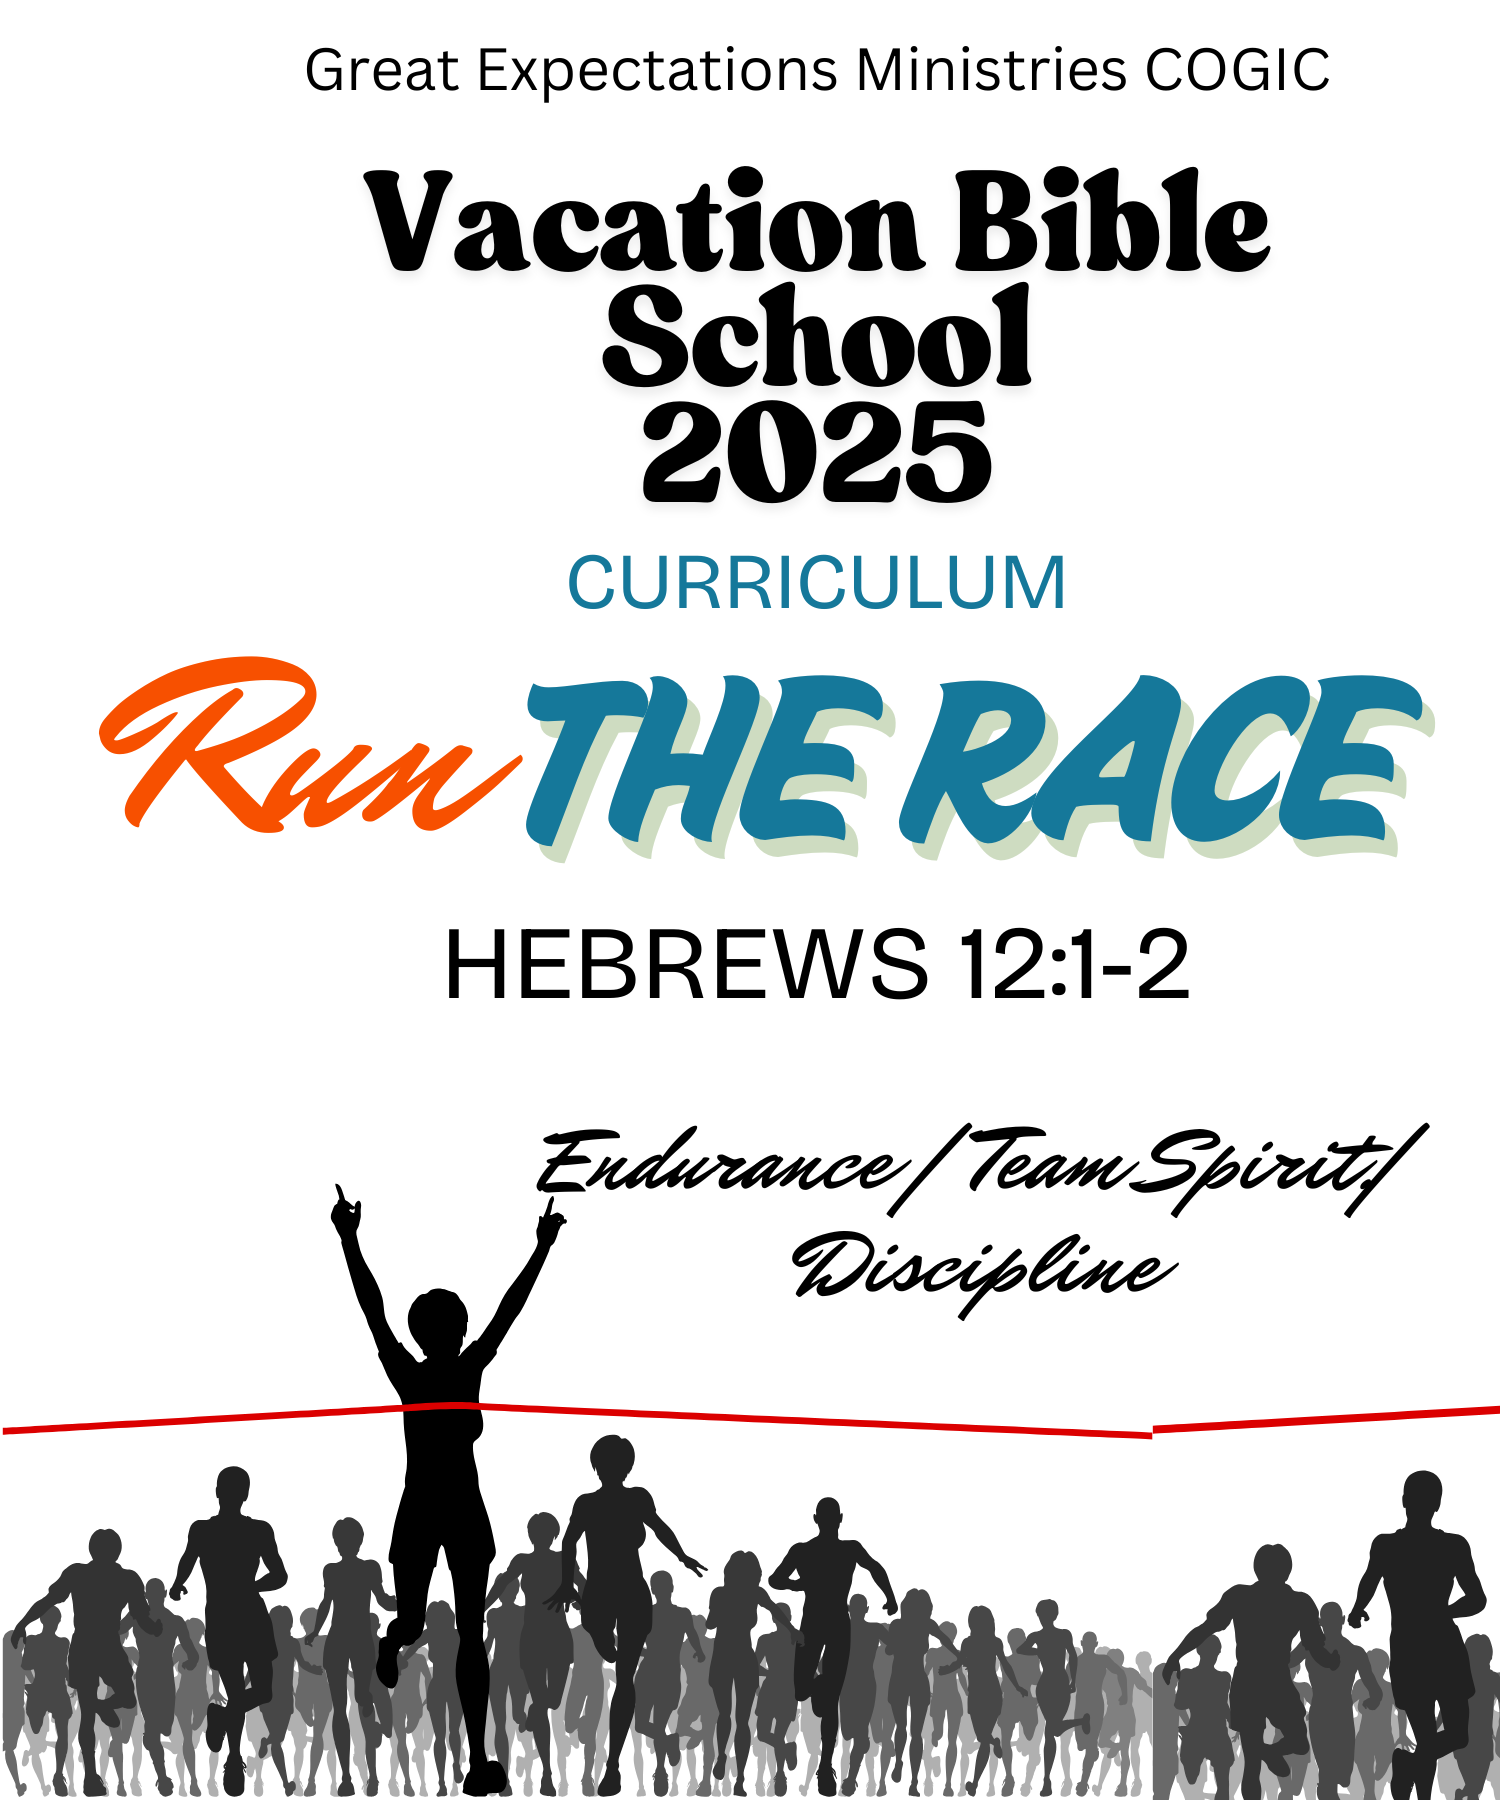 Great Expectations Ministries COGIC
Vacation Bible
School
2025
CURRICULUM
Run THE RACE
HEBREWS 12:1-2
Endurance/Team Spirit/
Discipline